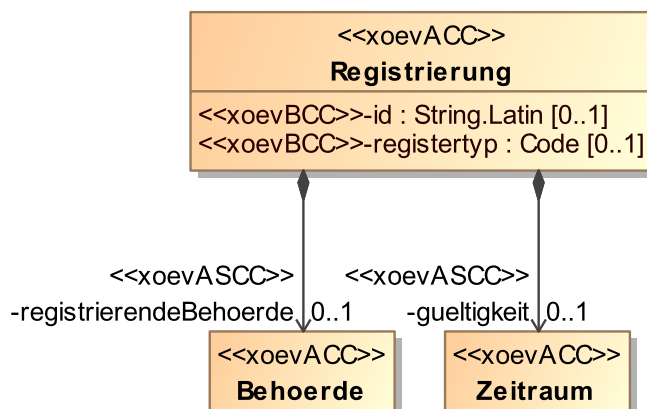 <<xoevACC>>
Registrierung
<<xoevBCC>>-id : String.Latin [0..1]
<<xoevBCC>>-registertyp : Code [0..1]
<<xoevASCC>> <<xoevASCC>>
-registrierendeBehoerde 0..1 -gueltigkeit 0..1
<<xoevACC>> <<xoevACC>>
Behoerde Zeitraum